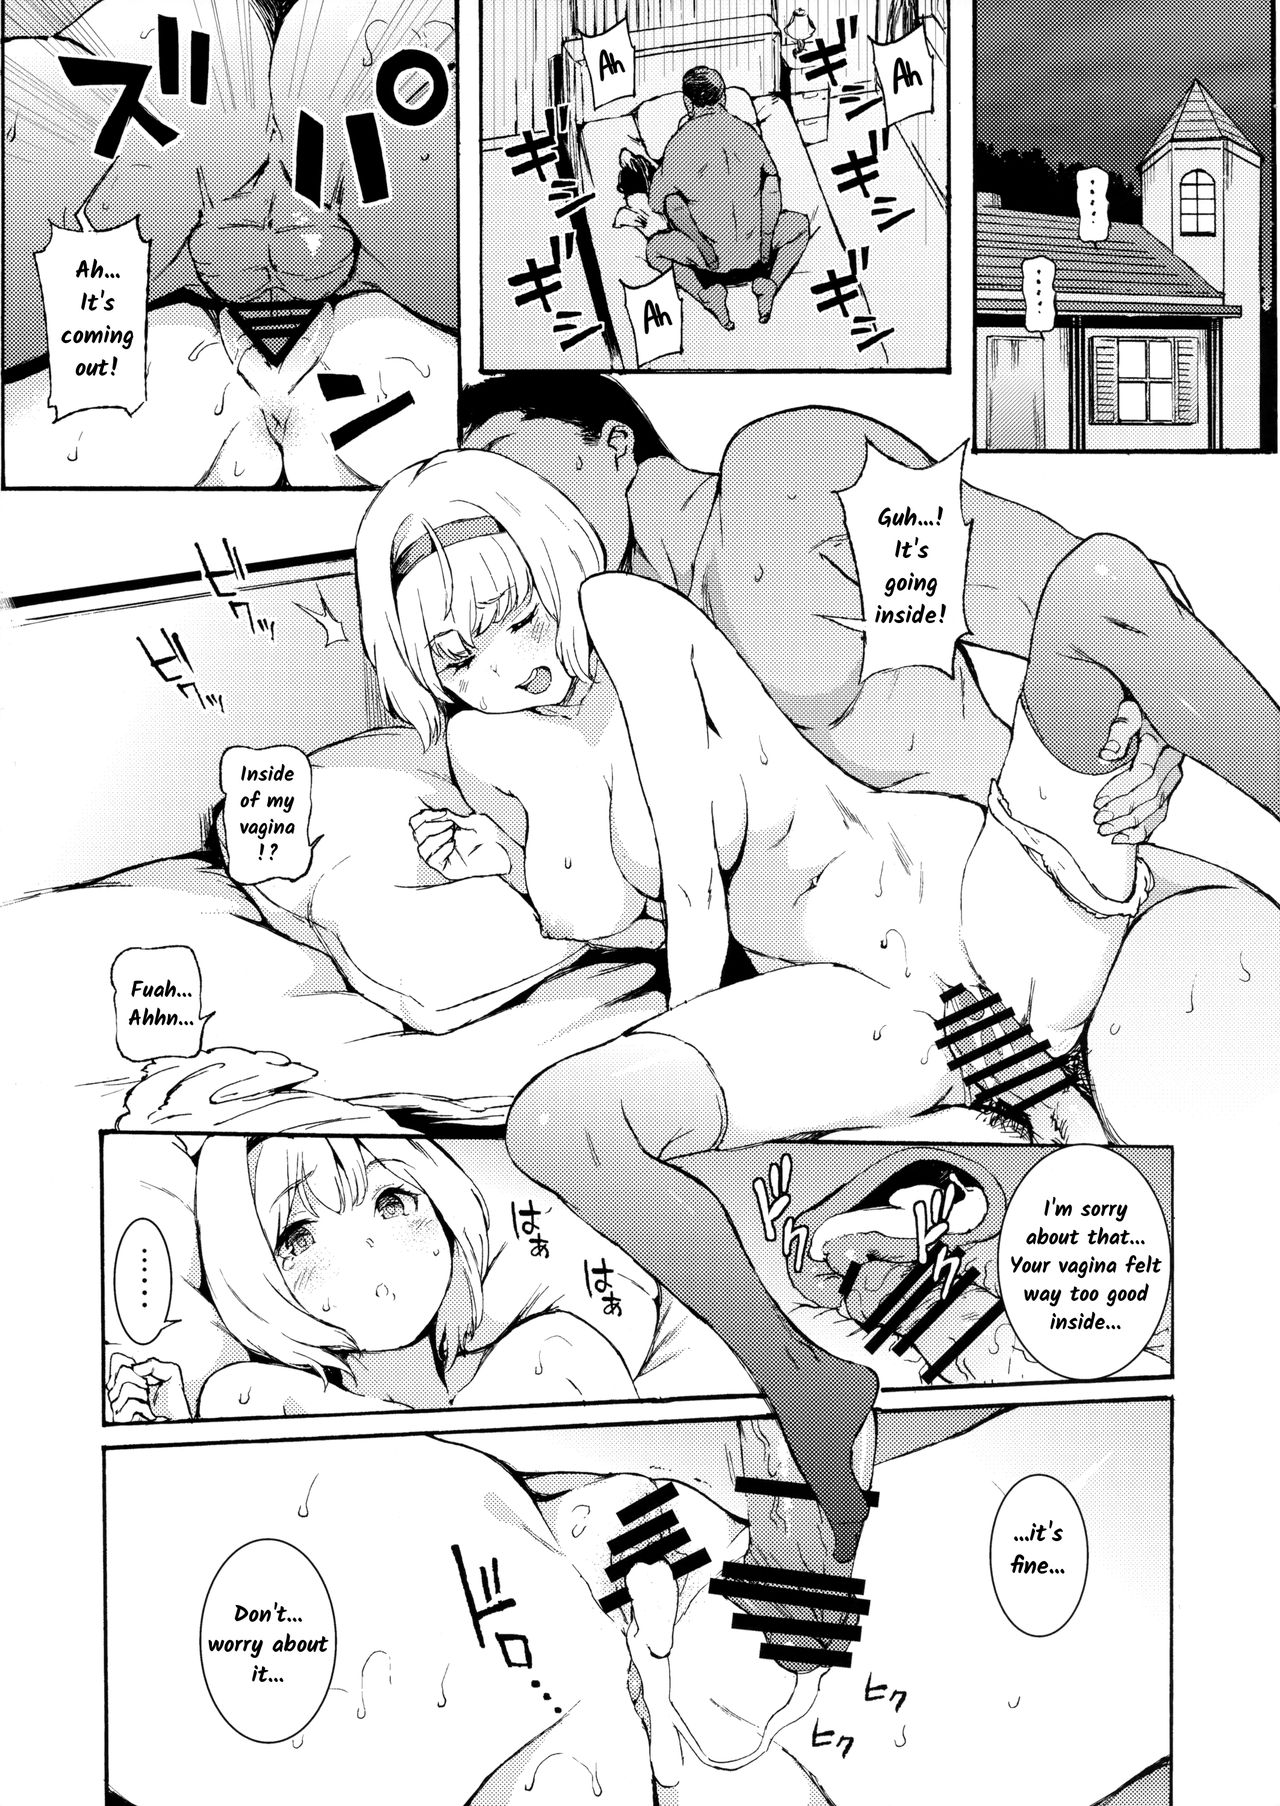 ....
....
Ah
Ah
Ah
ギシ
ギシ
ギシ
ギシ
ズパンッ
Ah...
It's
coming
out!
Guh...!
It's
going
inside!
ビクッ
ビクッ
Inside
of my
vagina
!?
Fuah...
Ahhn...
I'm sorry
about that...
Your vagina felt
way too good
inside...
ドク
ドク
ドク
はぁ
はぁ
.....
...it's
fine...
ヒク
ヒク
ドロ...
Don't...
worry about
it...